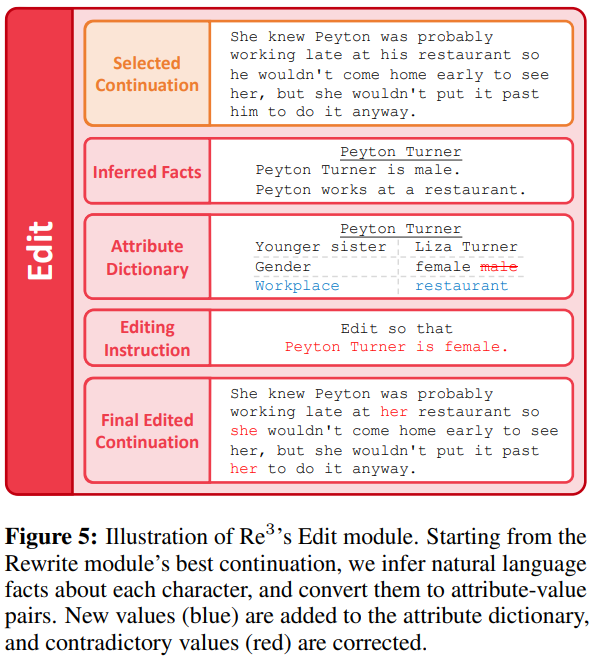 Edit
Selected
Continuation
She knew Peyton was probably
working late at his restaurant so
he wouldn't come home early to see
her, but she wouldn't put it past
him to do it anyway.
Inferred Facts
Peyton Turner
Peyton Turner is male.
Peyton works at a restaurant.
Attribute
Dictionary
Peyton Turner
Younger sister Liza Turner
Gender female male
Workplace restaurant
Editing
Instruction
Edit so that
Peyton Turner is female.
Final Edited
Continuation
She knew Peyton was probably
working late at her restaurant so
she wouldn't come home early to see
her, but she wouldn't put it past
her to do it anyway.
Figure 5: Illustration of Re³'s Edit module. Starting from the
Rewrite module's best continuation, we infer natural language
facts about each character, and convert them to attribute-value
pairs. New values (blue) are added to the attribute dictionary,
and contradictory values (red) are corrected.